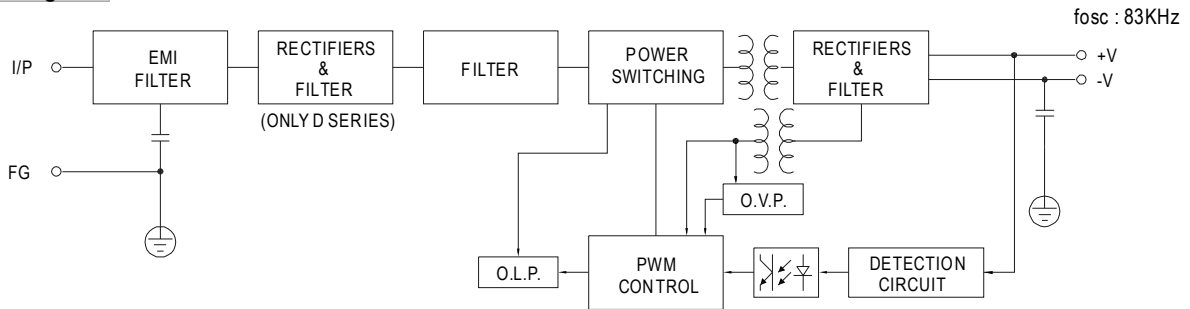 fosc : 83KHz
I/P
EMI
FILTER
RECTIFIERS
&
FILTER
(ONLY D SERIES)
FILTER
POWER
SWITCHING
RECTIFIERS
&
FILTER
+V
-V
FG
O.V.P.
O.L.P.
PWM
CONTROL
DETECTION
CIRCUIT